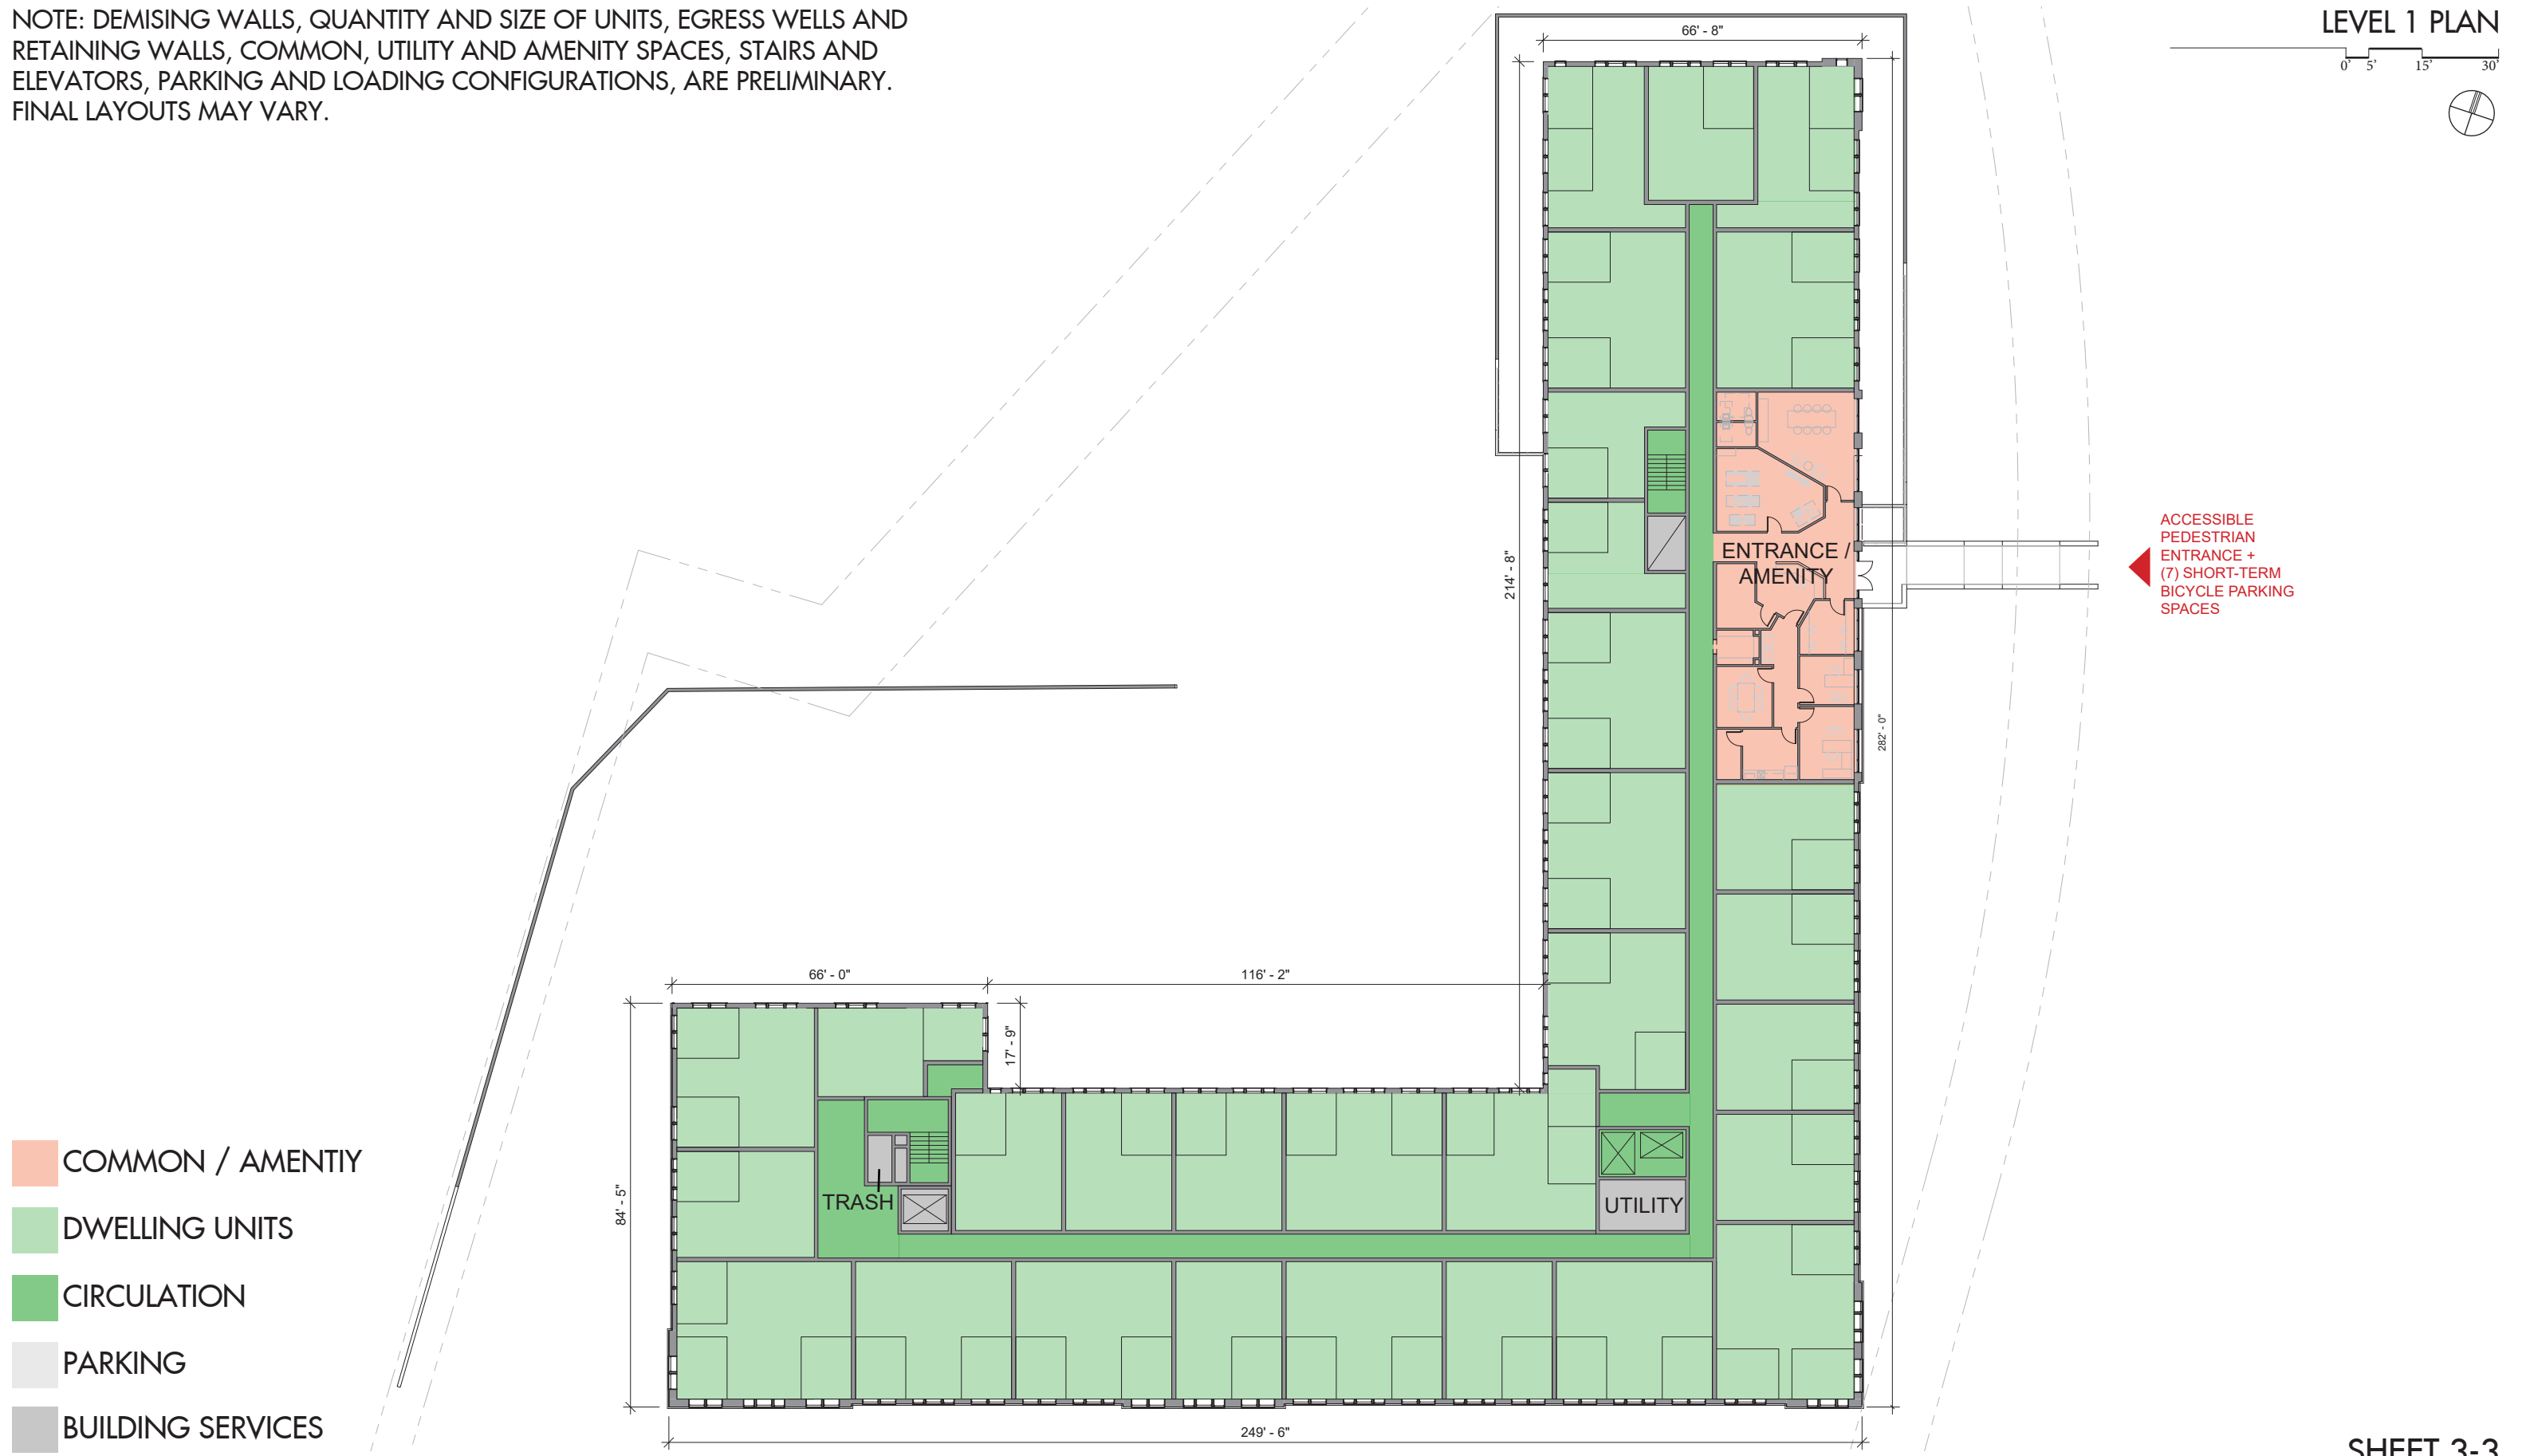 NOTE: DEMISING WALLS, QUANTITY AND SIZE OF UNITS, EGRESS WELLS AND
RETAINING WALLS, COMMON, UTILITY AND AMENITY SPACES, STAIRS AND
ELEVATORS, PARKING AND LOADING CONFIGURATIONS, ARE PRELIMINARY.
FINAL LAYOUTS MAY VARY.
LEVEL 1 PLAN
0' 5' 15' 30'
66' - 8"
214' - 8"
ENTRANCE /
AMENITY
ACCESSIBLE
PEDESTRIAN
ENTRANCE +
(7) SHORT-TERM
BICYCLE PARKING
SPACES
282' - 0"
66' - 0"
116' - 2"
17' - 9"
84' - 5"
TRASH
UTILITY
249' - 6"
COMMON / AMENTIY
DWELLING UNITS
CIRCULATION
PARKING
BUILDING SERVICES
SHEET 3-3